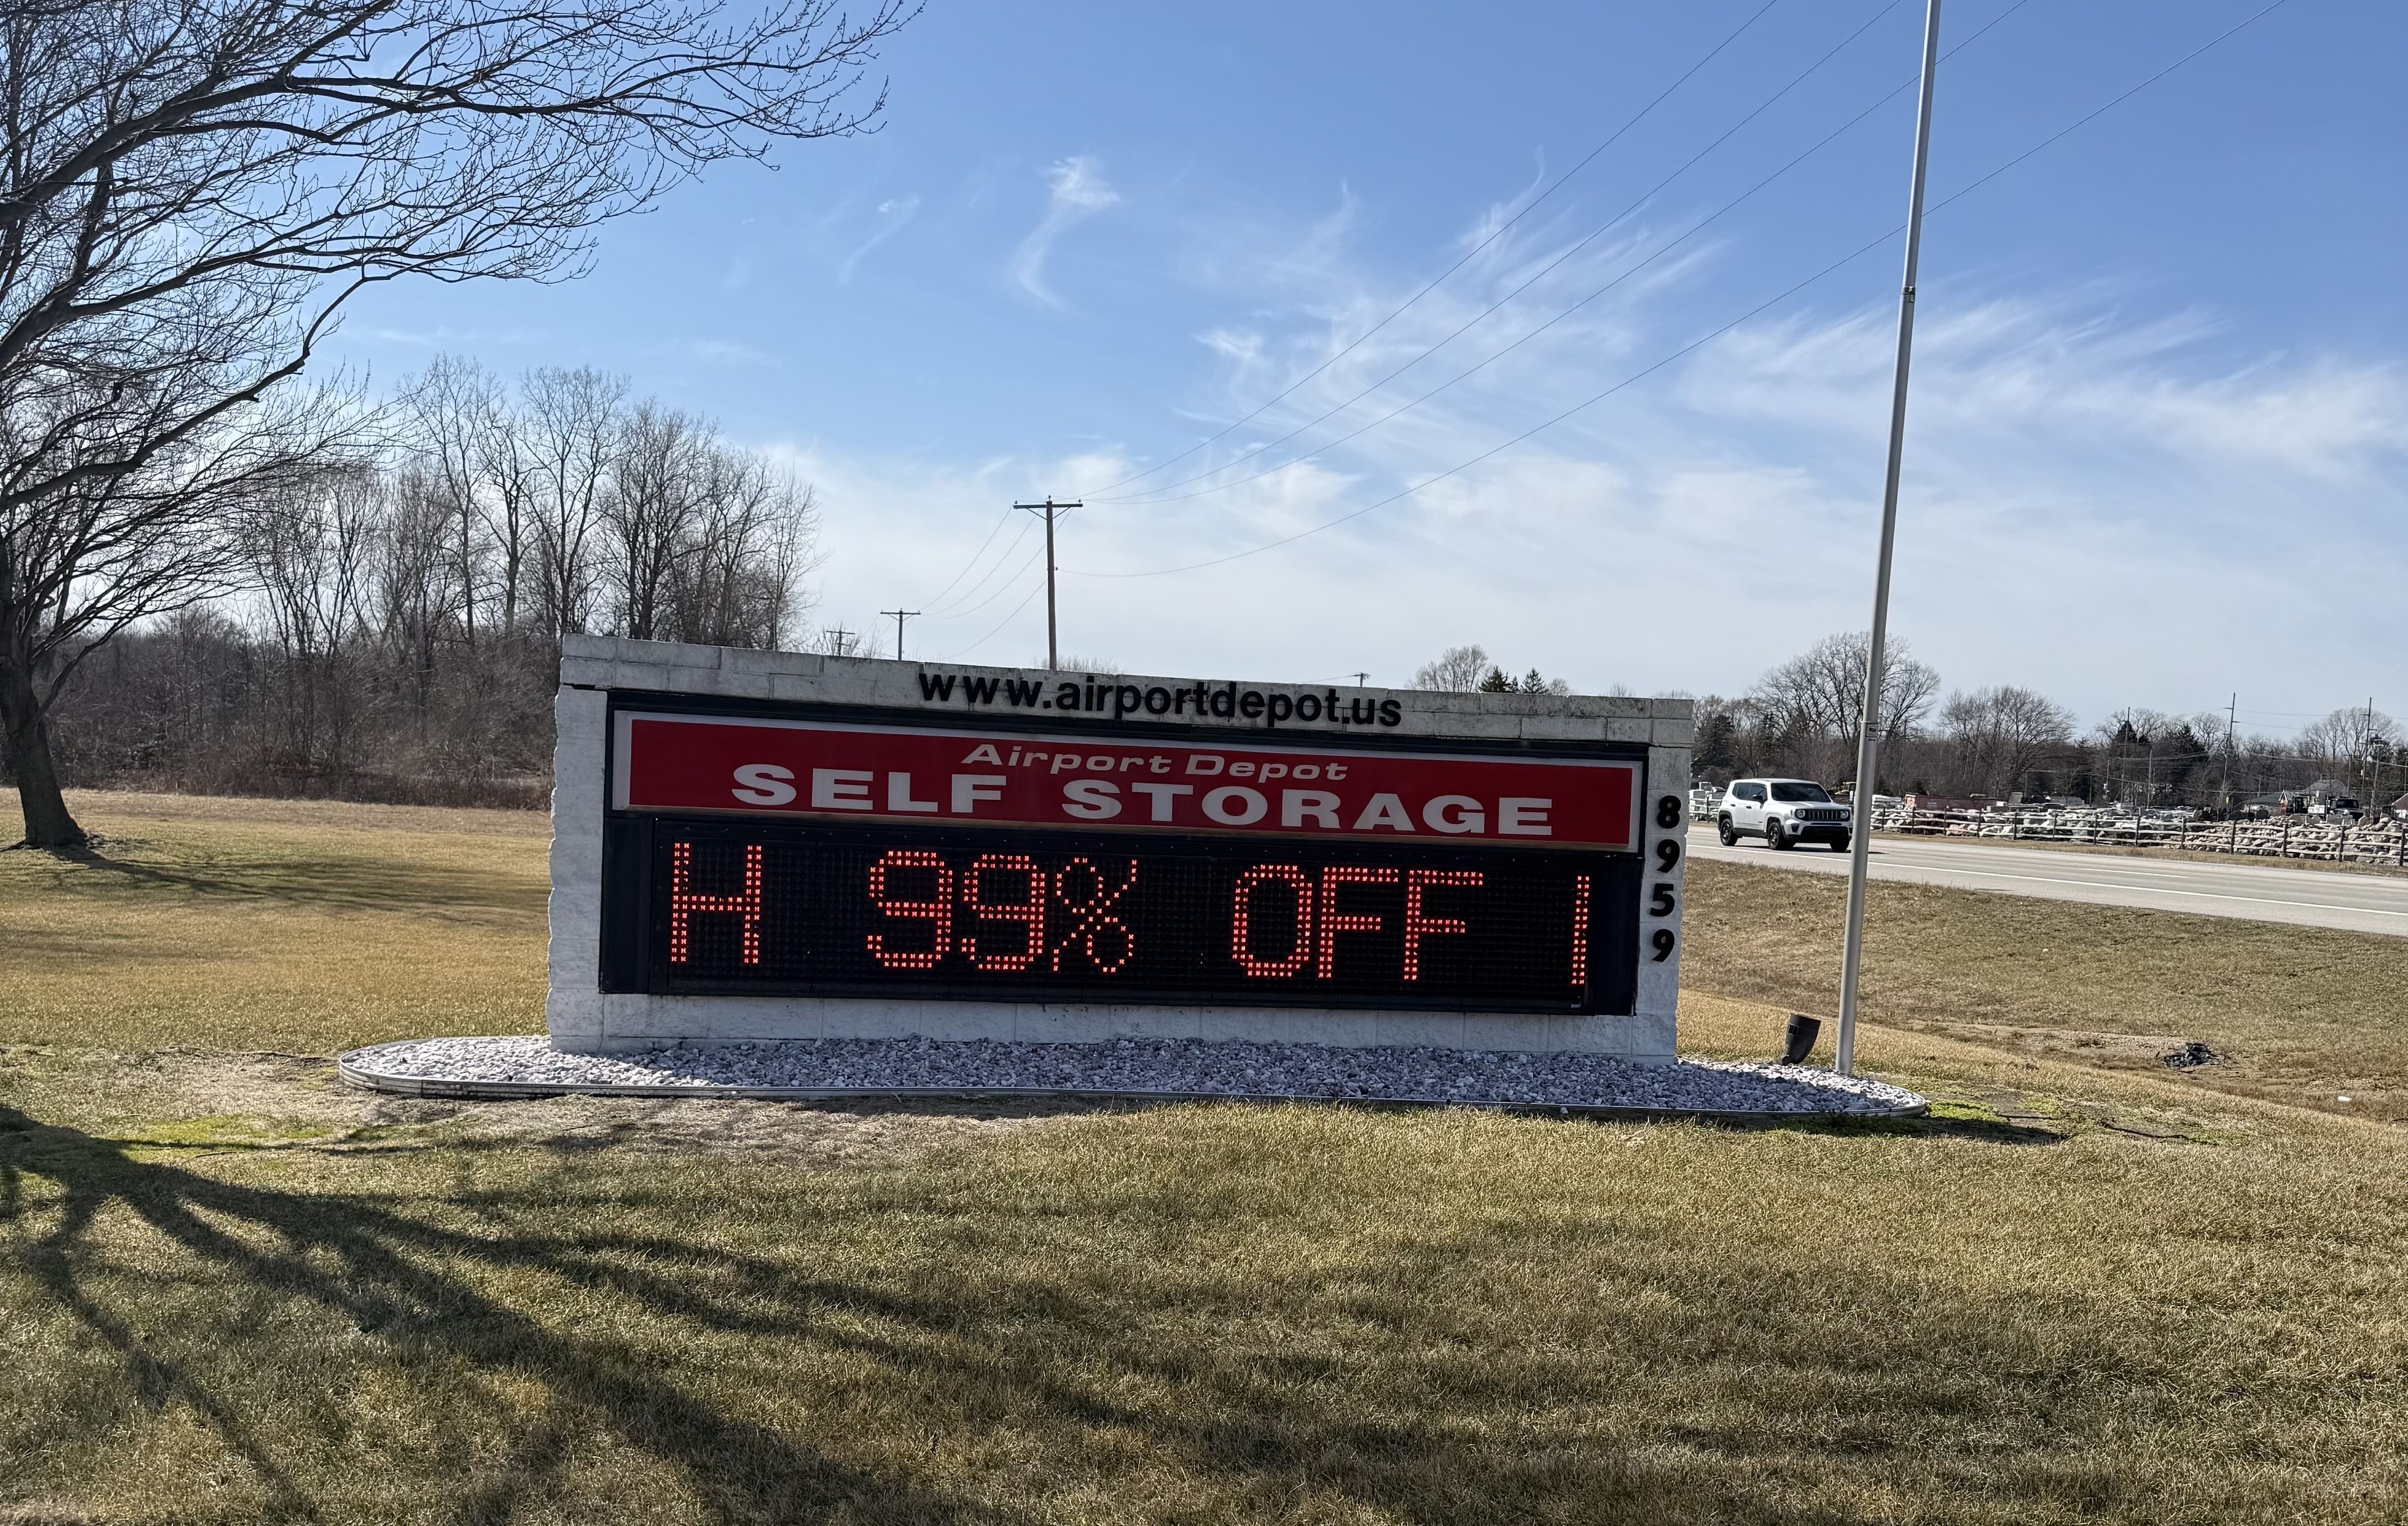 www.airportdepot.us
Airport Depot
SELF STORAGE
H 99% OFF
8959